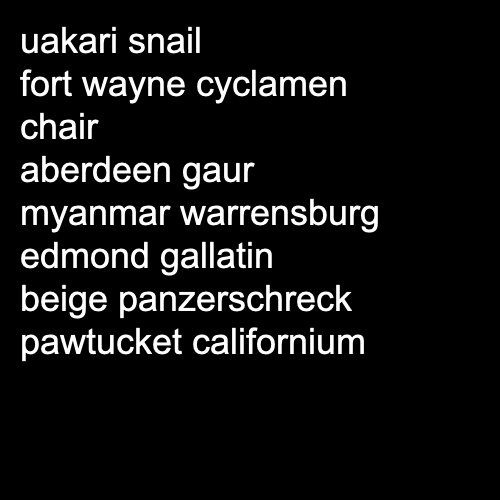 uakari snail
fort wayne cyclamen
chair
aberdeen gaur
myanmar warrensburg
edmond gallatin
beige panzerschreck
pawtucket californium